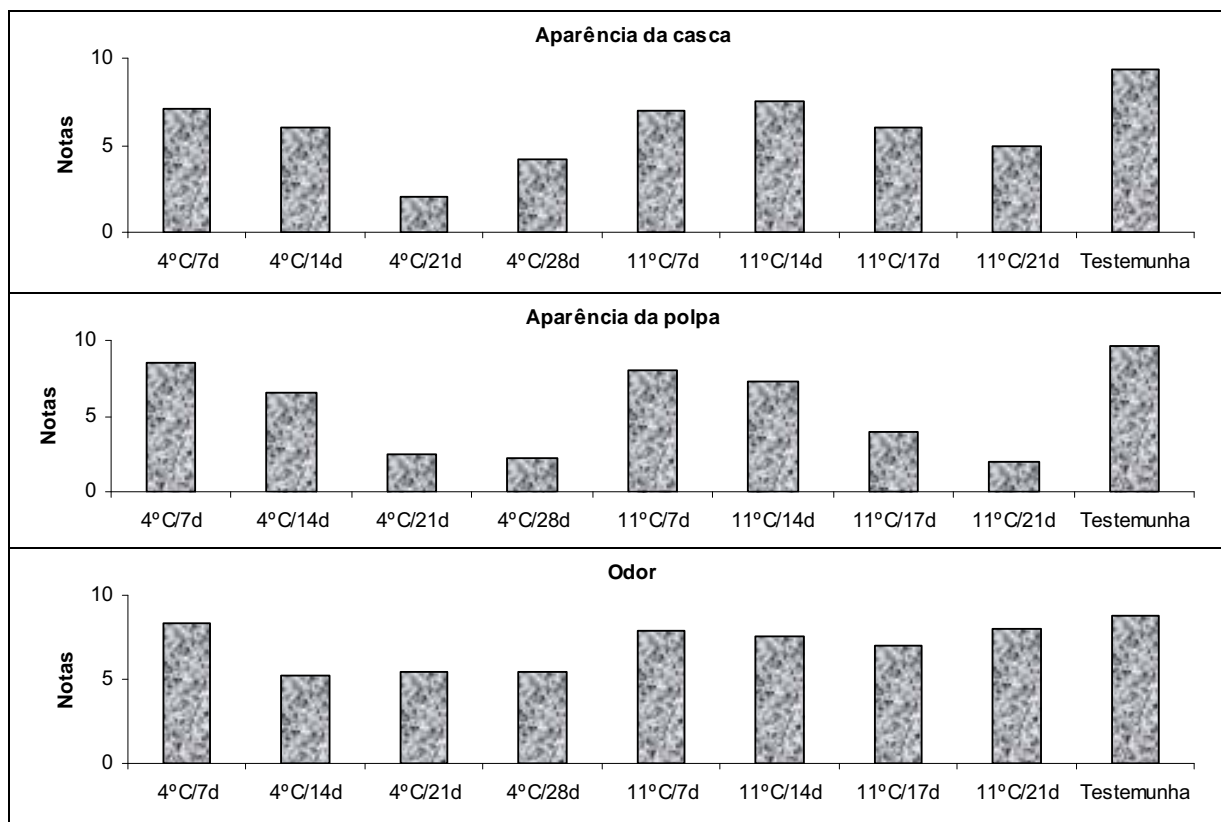 Aparência da casca
Notas
10
5
0
4ºC/7d 4ºC/14d 4ºC/21d 4ºC/28d 11ºC/7d 11ºC/14d 11ºC/17d 11ºC/21d Testemunha
Aparência da polpa
Notas
10
5
0
4ºC/7d 4ºC/14d 4ºC/21d 4ºC/28d 11ºC/7d 11ºC/14d 11ºC/17d 11ºC/21d Testemunha
Odor
Notas
10
5
0
4ºC/7d 4ºC/14d 4ºC/21d 4ºC/28d 11ºC/7d 11ºC/14d 11ºC/17d 11ºC/21d Testemunha